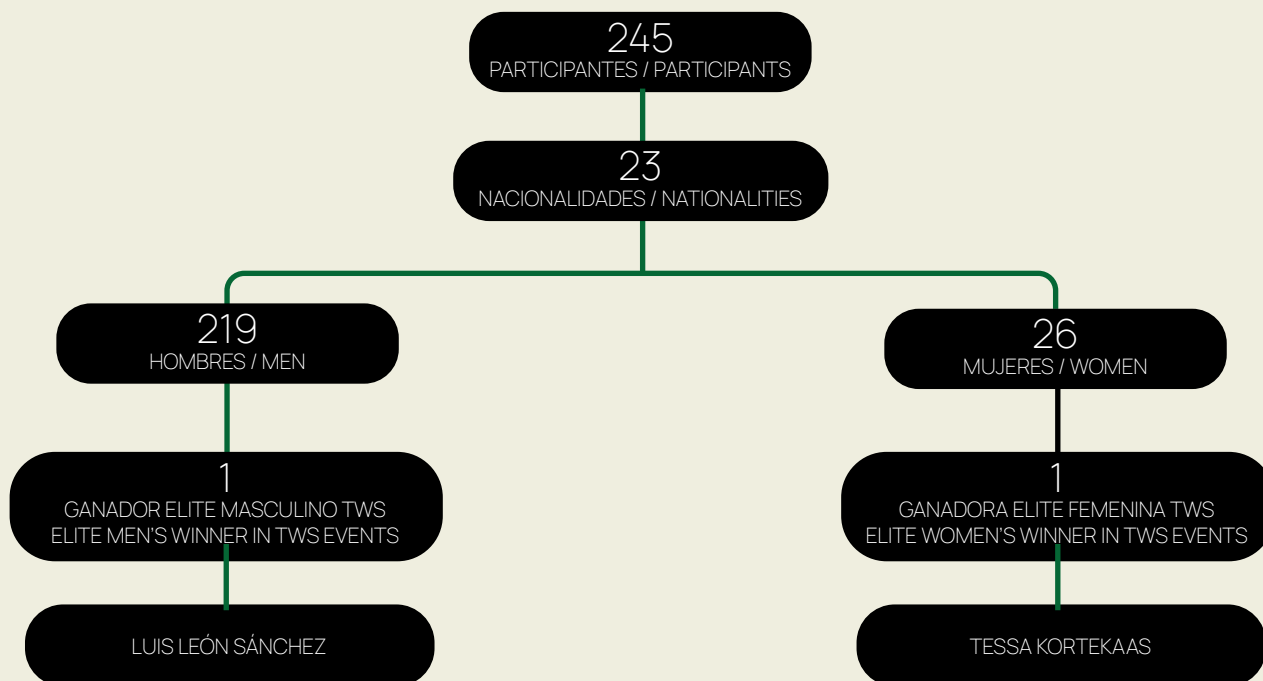 245
PARTICIPANTES / PARTICIPANTS
23
NACIONALIDADES / NATIONALITIES
219
HOMBRES / MEN
26
MUJERES / WOMEN
1
GANADOR ELITE MASCULINO TWS
ELITE MEN'S WINNER IN TWS EVENTS
1
GANADORA ELITE FEMENINA TWS
ELITE WOMEN'S WINNER IN TWS EVENTS
LUIS LEÓN SÁNCHEZ
TESSA KORTEKAAS